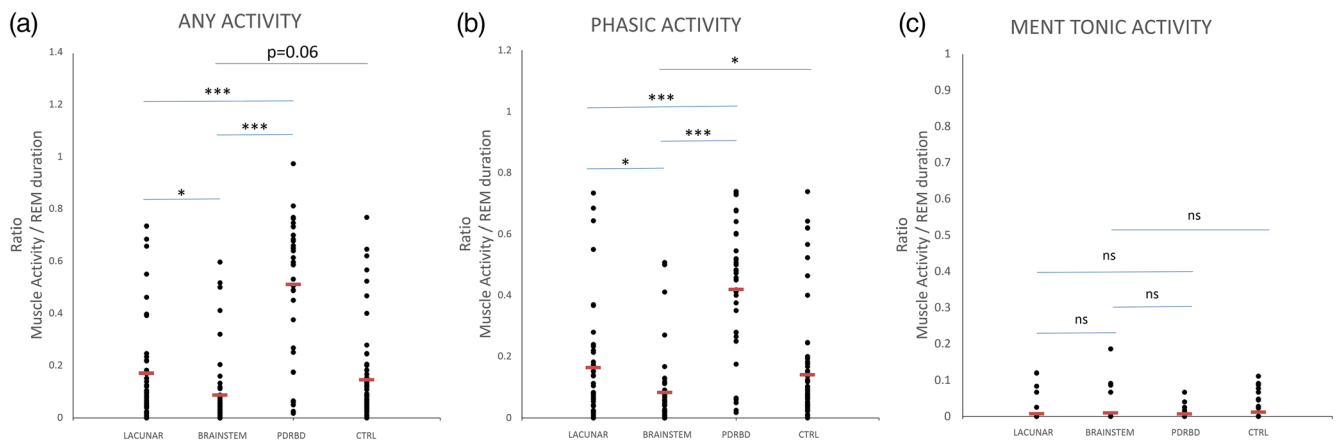 (a)
ANY ACTIVITY
Ratio
Muscle Activity / REM duration
1.4
1.2
1
0.8
0.6
0.4
0.2
0
p=0.06
***
***
*
LACUNAR BRAINSTEM PDRBD CTRL
(b)
PHASIC ACTIVITY
Ratio
Muscle Activity / REM duration
1.2
1
0.8
0.6
0.4
0.2
0
*
***
***
*
LACUNAR BRAINSTEM PDRBD CTRL
(c)
MENT TONIC ACTIVITY
Ratio
Muscle Activity / REM duration
1
0.9
0.8
0.7
0.6
0.5
0.4
0.3
0.2
0.1
0
ns
ns
ns
ns
LACUNAR BRAINSTEM PDRBD CTRL